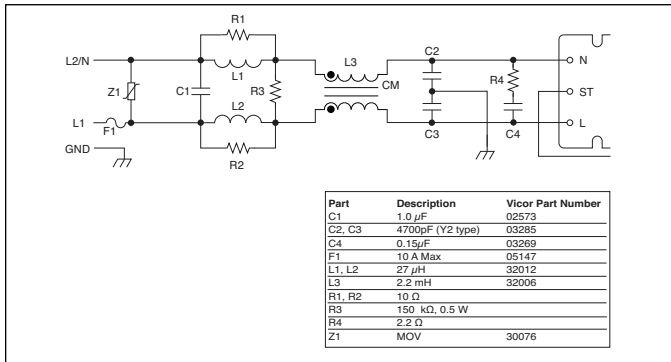 R1
L2/N
L1
L3
C2
N
Z1
C1
R3
CM
R4
ST
L2
L1
F1
C3
C4
L
GND
R2
Part Description Vicor Part Number
C1 1.0 µF 02573
C2, C3 4700pF (Y2 type) 03285
C4 0.15µF 03269
F1 10 A Max 05147
L1, L2 27 µH 32012
L3 2.2 mH 32006
R1, R2 10 Ω
R3 150 kΩ, 0.5 W
R4 2.2 Ω
Z1 MOV 30076